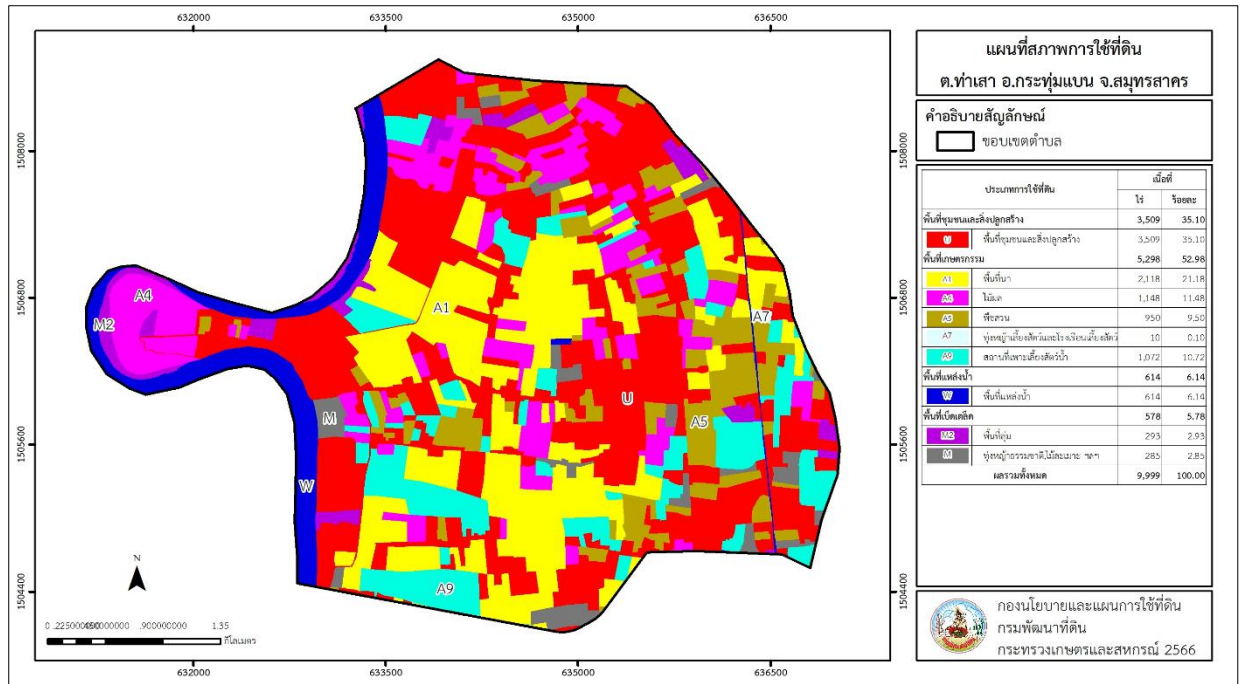 632000 633500 635000 636500
แผนที่สภาพการใช้ที่ดิน
ต.ท่าเสา อ.กระทุ่มแบน จ.สมุทรสาคร
คำอธิบายสัญลักษณ์
ขอบเขตตำบล
ประเภทการใช้ที่ดิน เนื้อที่
ไร่ ร้อยละ
พื้นที่ชุมชนและสิ่งปลูกสร้าง 3,509 35.10
U พื้นที่ชุมชนและสิ่งปลูกสร้าง 3,509 35.10
พื้นที่เกษตรกรรม 5,298 52.98
A1 พื้นที่นา 2,118 21.18
A4 ไม้ผล 1,148 11.48
A5 พืชสวน 950 9.50
A7 ทุ่งหญ้าเลี้ยงสัตว์และโรงเรือนเลี้ยงสัตว์ 10 0.10
A9 สถานที่เพาะเลี้ยงสัตว์น้ำ 1,072 10.72
พื้นที่แหล่งน้ำ 614 6.14
W พื้นที่แหล่งน้ำ 614 6.14
พื้นที่เบ็ดเตล็ด 578 5.78
M2 พื้นที่ลุ่ม 293 2.93
M ทุ่งหญ้าธรรมชาติ,ไม้ละเมาะ ฯลฯ 285 2.85
ผลรวมทั้งหมด 9,999 100.00
1508000 1508000
1506800 1506800
1505600 1505600
1504400 1504400
A4
M2
A1
A7
M
U
A5
W
A9
N
1.35
กิโลเมตร
632000 633500 635000 636500
กองนโยบายและแผนการใช้ที่ดิน
กรมพัฒนาที่ดิน
กระทรวงเกษตรและสหกรณ์ 2566